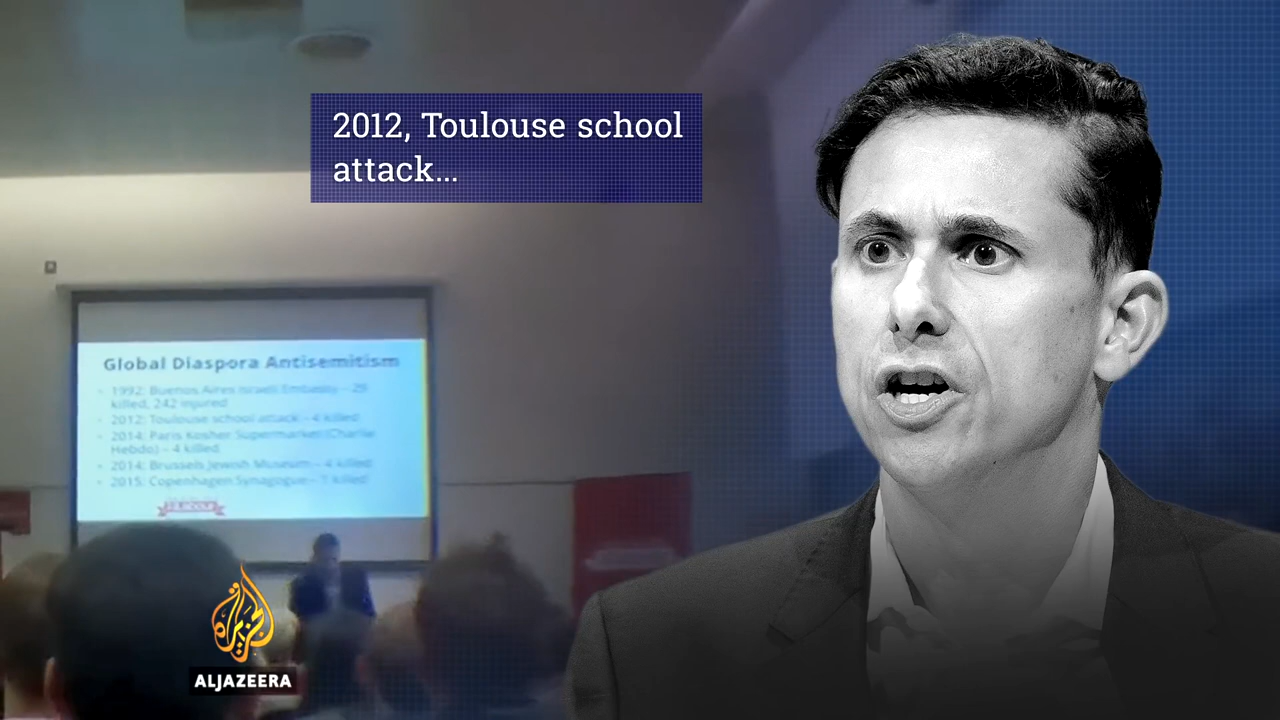 2012, Toulouse school
attack...
Global Diaspora Antisemitism
• 1992: Buenos Aires Israeli Embassy – 29
killed, 242 injured
• 2012: Toulouse school attack – 4 killed
• 2014: Paris Kosher Supermarket (Charlie
Hebdo) – 4 killed
• 2014: Brussels Jewish Museum – 4 killed
• 2015: Copenhagen Synagogue – 1 killed
الجزيرة
ALJAZEERA